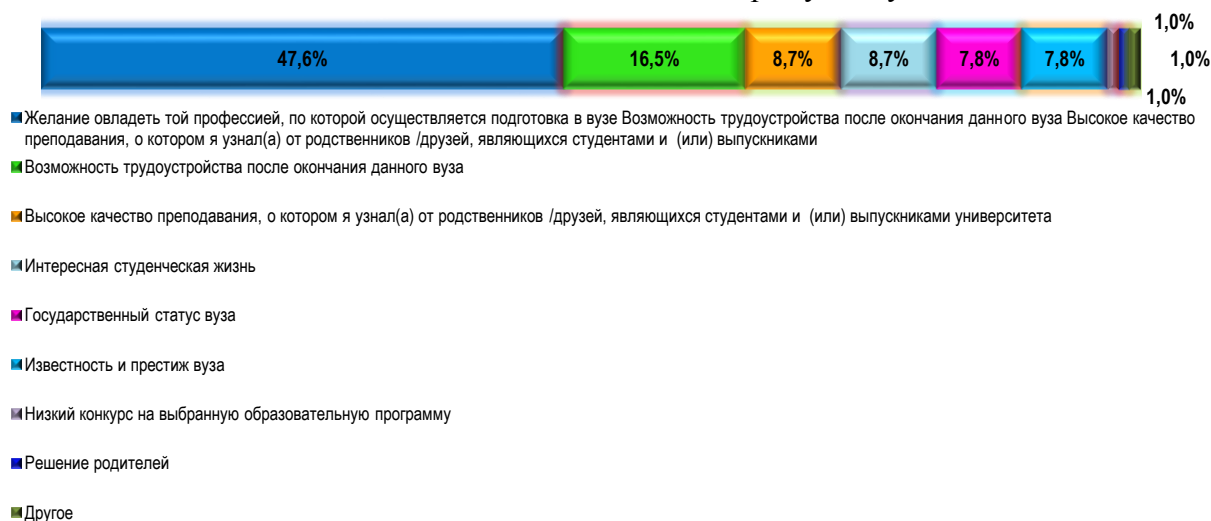 1,0%
47,6% 16,5% 8,7% 8,7% 7,8% 7,8% 1,0%
1,0%
Желание овладеть той профессией, по которой осуществляется подготовка в вузе Возможность трудоустройства после окончания данного вуза Высокое качество
преподавания, о котором я узнал(а) от родственников /друзей, являющихся студентами и (или) выпускниками
Возможность трудоустройства после окончания данного вуза
Высокое качество преподавания, о котором я узнал(а) от родственников /друзей, являющихся студентами и (или) выпускниками университета
Интересная студенческая жизнь
Государственный статус вуза
Известность и престиж вуза
Низкий конкурс на выбранную образовательную программу
Решение родителей
Другое